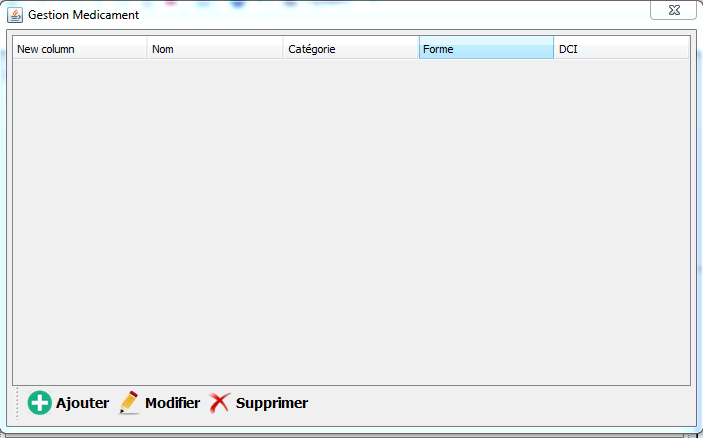 Gestion Medicament
New column Nom Catégorie Forme DCI
Ajouter Modifier Supprimer